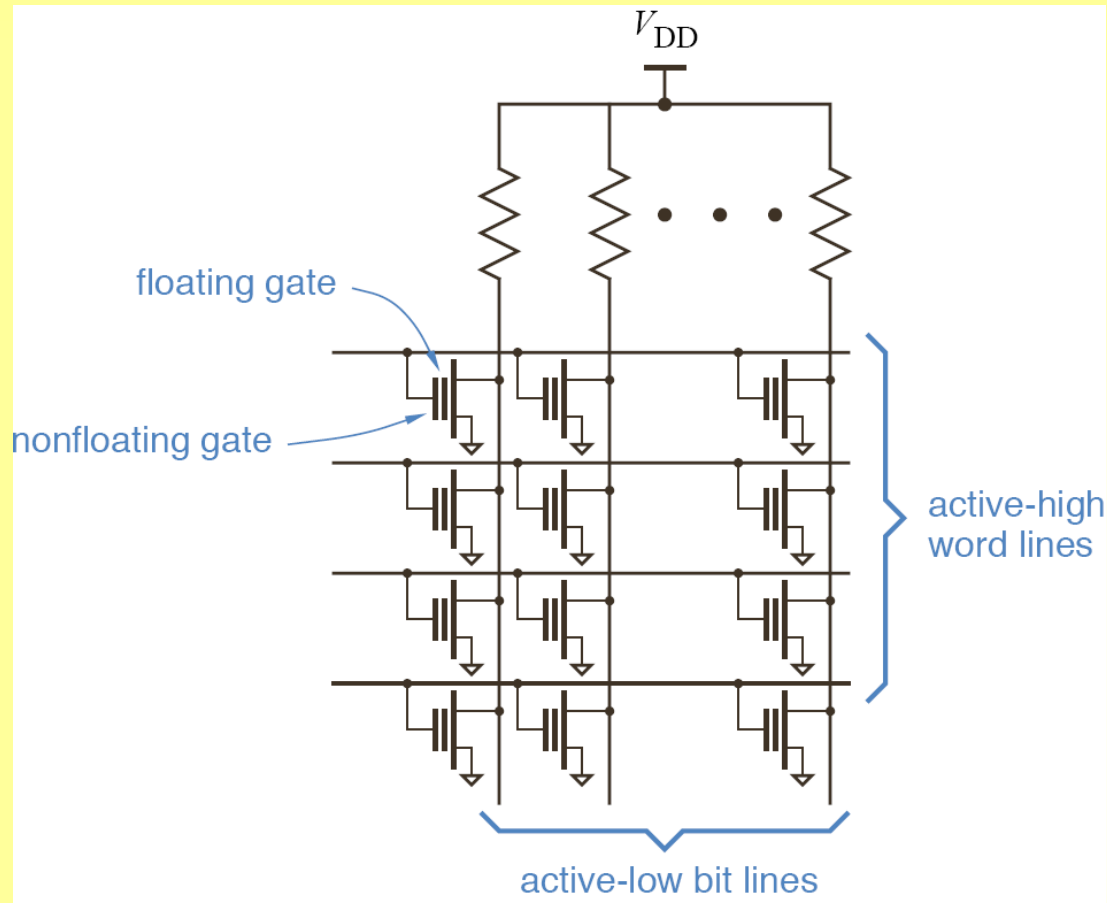 VDD
floating gate
nonfloating gate
active-high
word lines
active-low bit lines